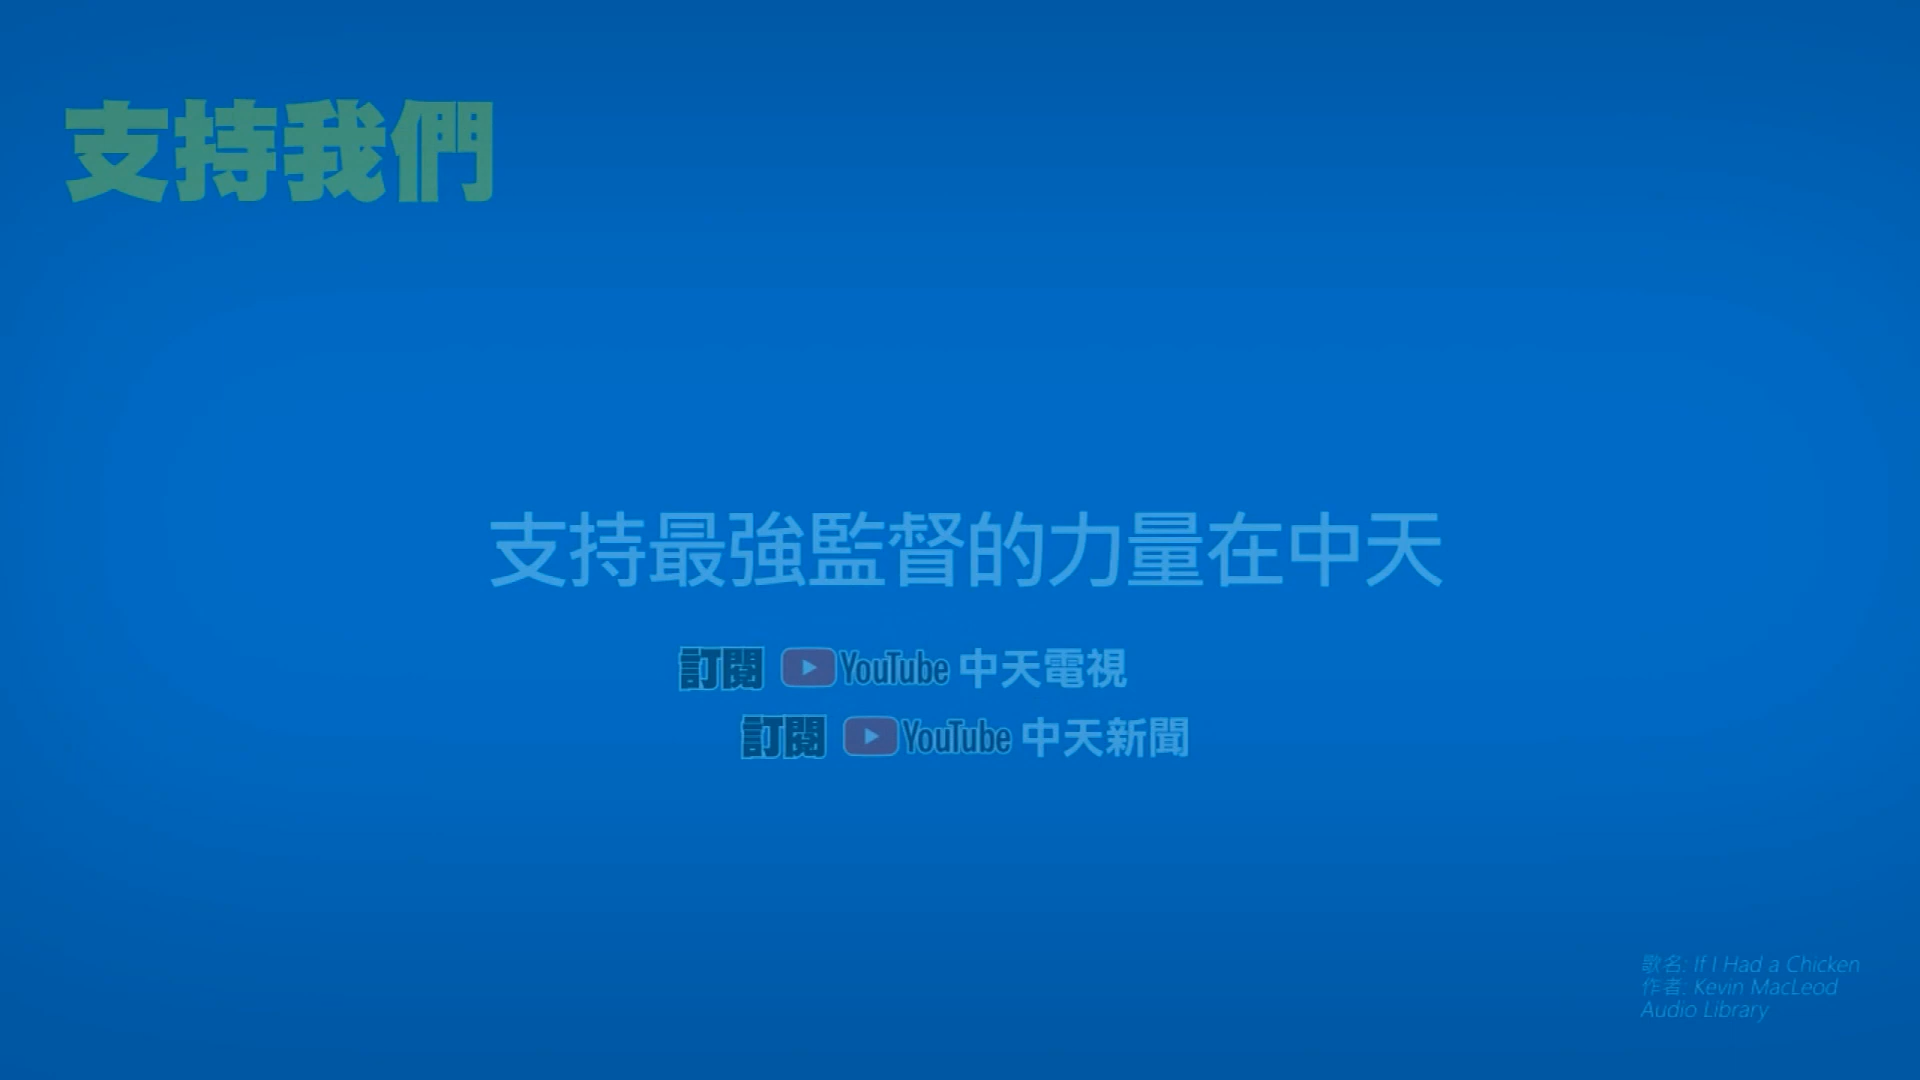 支持我們
支持最強監督的力量在中天
訂閱 YouTube 中天電視
訂閱 YouTube 中天新聞
歌名: If I Had a Chicken
作者: Kevin MacLeod
Audio Library